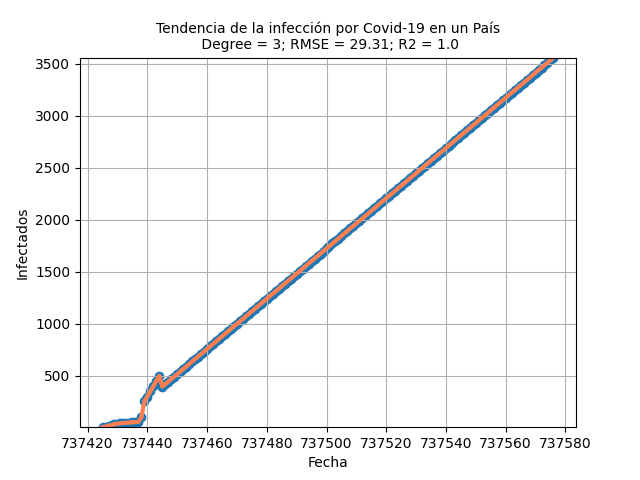 Tendencia de la infección por Covid-19 en un País
Degree = 3; RMSE = 29.31; R2 = 1.0
3500
3000
2500
2000
1500
1000
500
Infectados
737420 737440 737460 737480 737500 737520 737540 737560 737580
Fecha